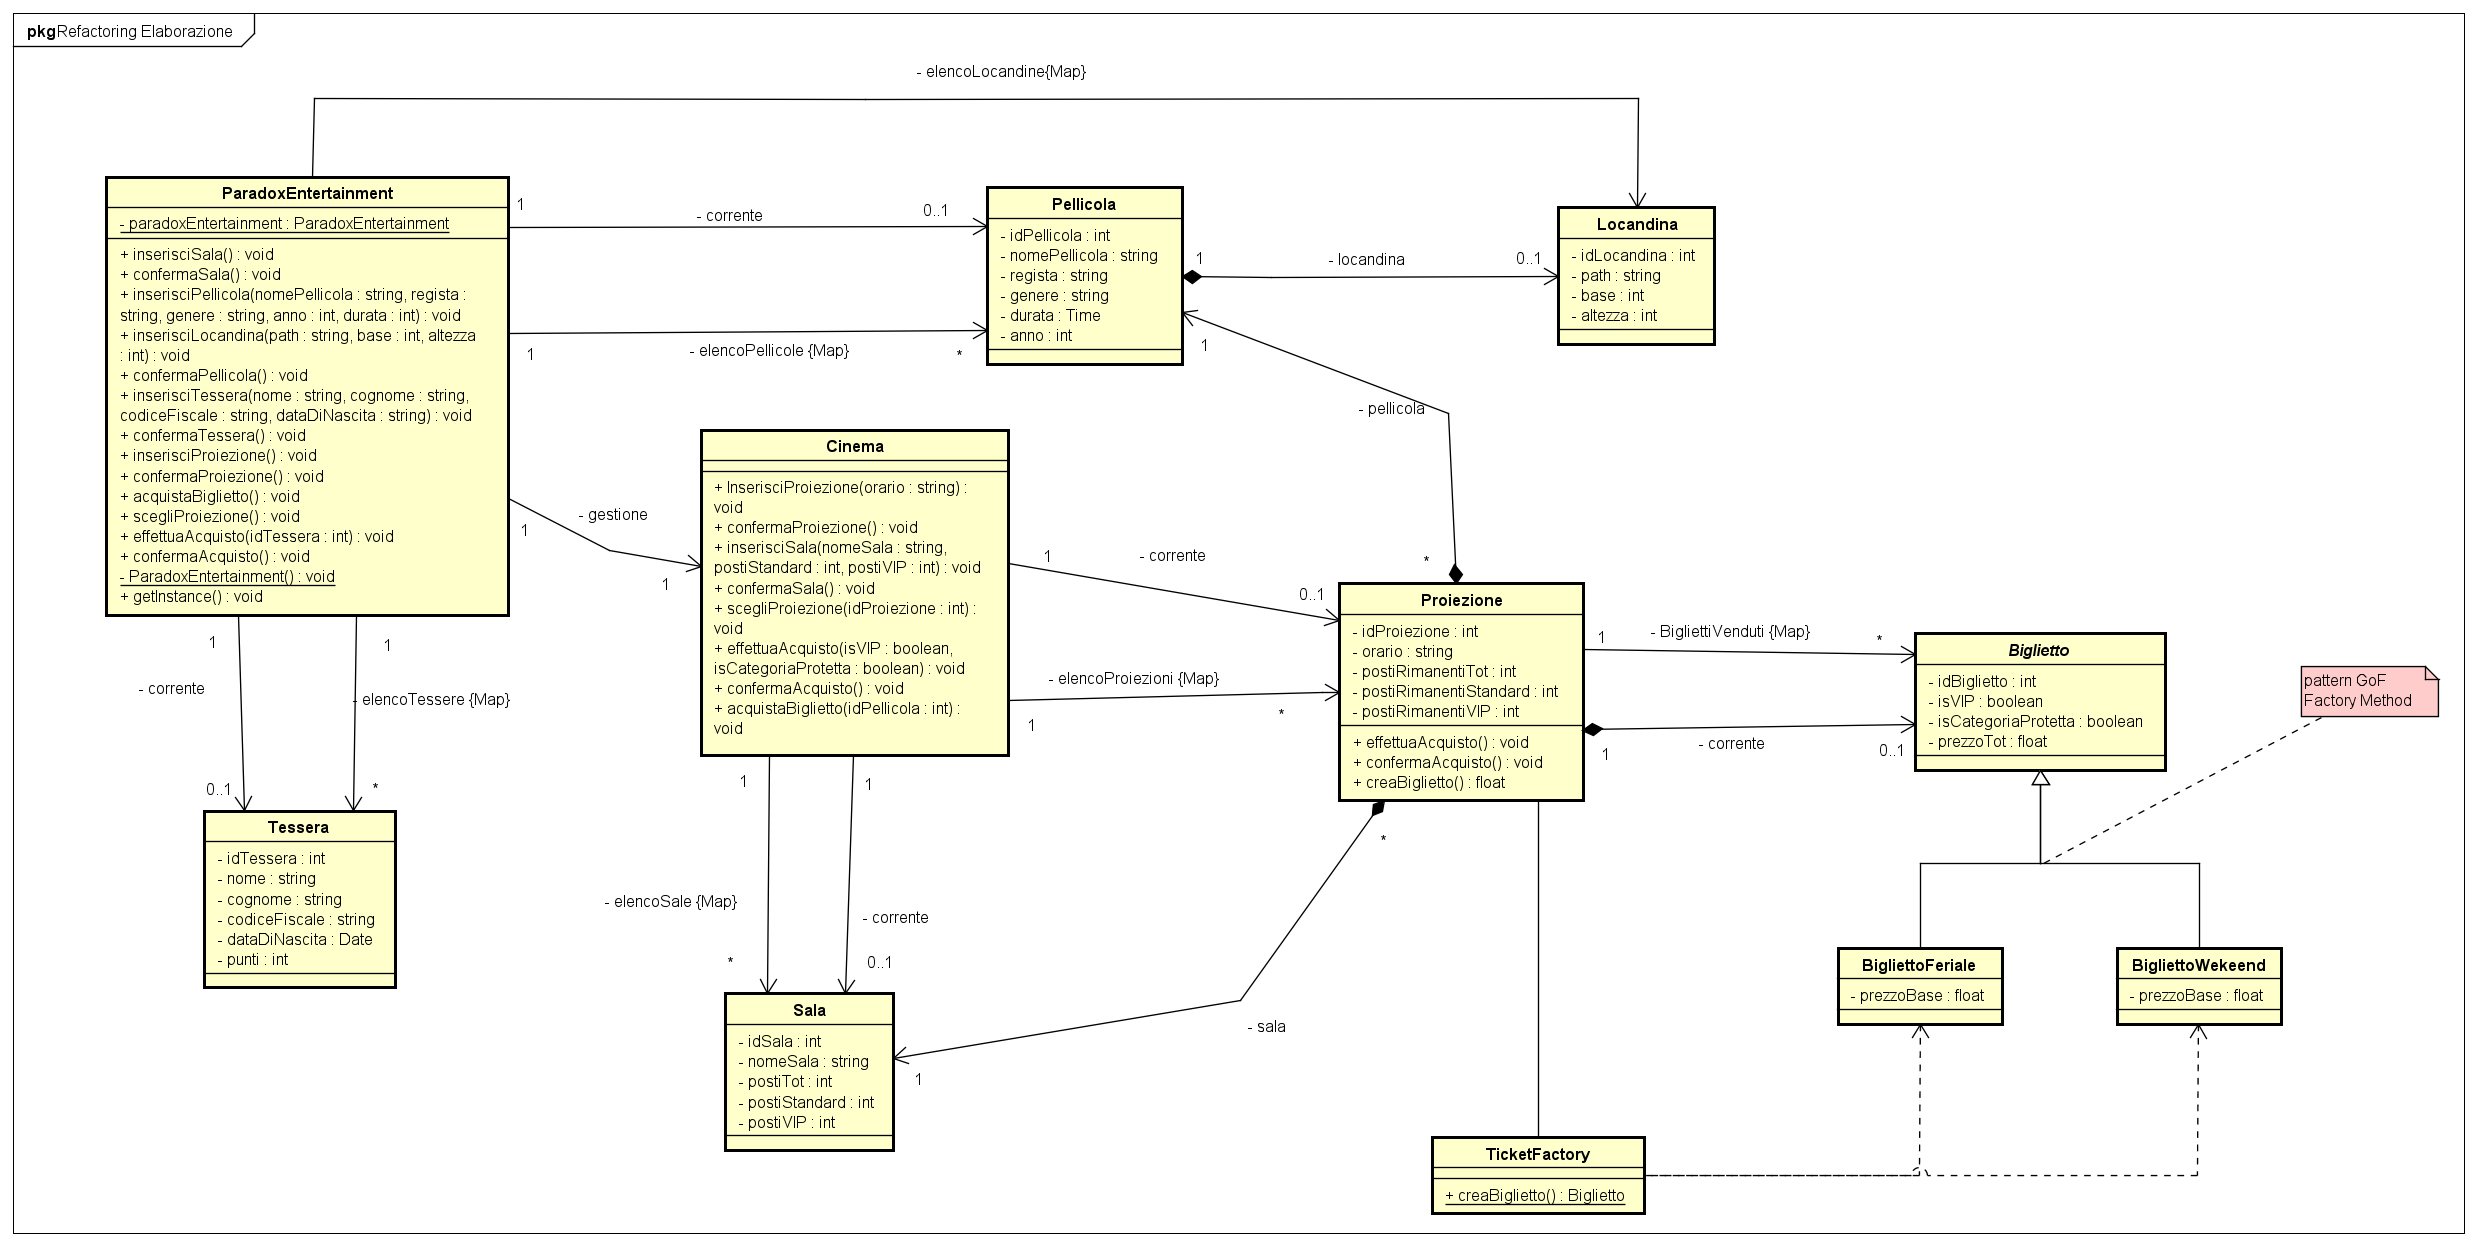 pkg Refactoring Elaborazione
- elencoLocandine{Map}
ParadoxEntertainment
- paradoxEntertainment : ParadoxEntertainment
+ inserisciSala() : void
+ confermaSala() : void
+ inserisciPellicola(nomePellicola : string, regista :
string, genere : string, anno : int, durata : int) : void
+ inserisciLocandina(path : string, base : int, altezza
: int) : void
+ confermaPellicola() : void
+ inserisciTessera(nome : string, cognome : string,
codiceFiscale : string, dataDiNascita : string) : void
+ confermaTessera() : void
+ inserisciProiezione() : void
+ confermaProiezione() : void
+ acquistaBiglietto() : void
+ scegliProiezione() : void
+ effettuaAcquisto(idTessera : int) : void
+ confermaAcquisto() : void
- ParadoxEntertainment() : void
+ getInstance() : void
1
- corrente
0..1
1
- elencoPellicole {Map}
*
Pellicola
- idPellicola : int
- nomePellicola : string
- regista : string
- genere : string
- durata : Time
- anno : int
1
- locandina
0..1
Locandina
- idLocandina : int
- path : string
- base : int
- altezza : int
1
- pellicola
*
1
- gestione
1
Cinema
+ InserisciProiezione(orario : string) :
void
+ confermaProiezione() : void
+ inserisciSala(nomeSala : string,
postiStandard : int, postiVIP : int) : void
+ confermaSala() : void
+ scegliProiezione(idProiezione : int) :
void
+ effettuaAcquisto(isVIP : boolean,
isCategoriaProtetta : boolean) : void
+ confermaAcquisto() : void
+ acquistaBiglietto(idPellicola : int) :
void
1
- corrente
0..1
1
- elencoProiezioni {Map}
*
Proiezione
- idProiezione : int
- orario : string
- postiRimanentiTot : int
- postiRimanentiStandard : int
- postiRimanentiVIP : int
+ effettuaAcquisto() : void
+ confermaAcquisto() : void
+ creaBiglietto() : float
1
- BigliettiVenduti {Map}
*
1
- corrente
0..1
Biglietto
- idBiglietto : int
- isVIP : boolean
- isCategoriaProtetta : boolean
- prezzoTot : float
pattern GoF
Factory Method
1
- corrente
0..1
1
- elencoTessere {Map}
*
Tessera
- idTessera : int
- nome : string
- cognome : string
- codiceFiscale : string
- dataDiNascita : Date
- punti : int
1
- elencoSale {Map}
*
1
- corrente
0..1
Sala
- idSala : int
- nomeSala : string
- postiTot : int
- postiStandard : int
- postiVIP : int
*
- sala
1
BigliettoFeriale
- prezzoBase : float
BigliettoWekeend
- prezzoBase : float
TicketFactory
+ creaBiglietto() : Biglietto